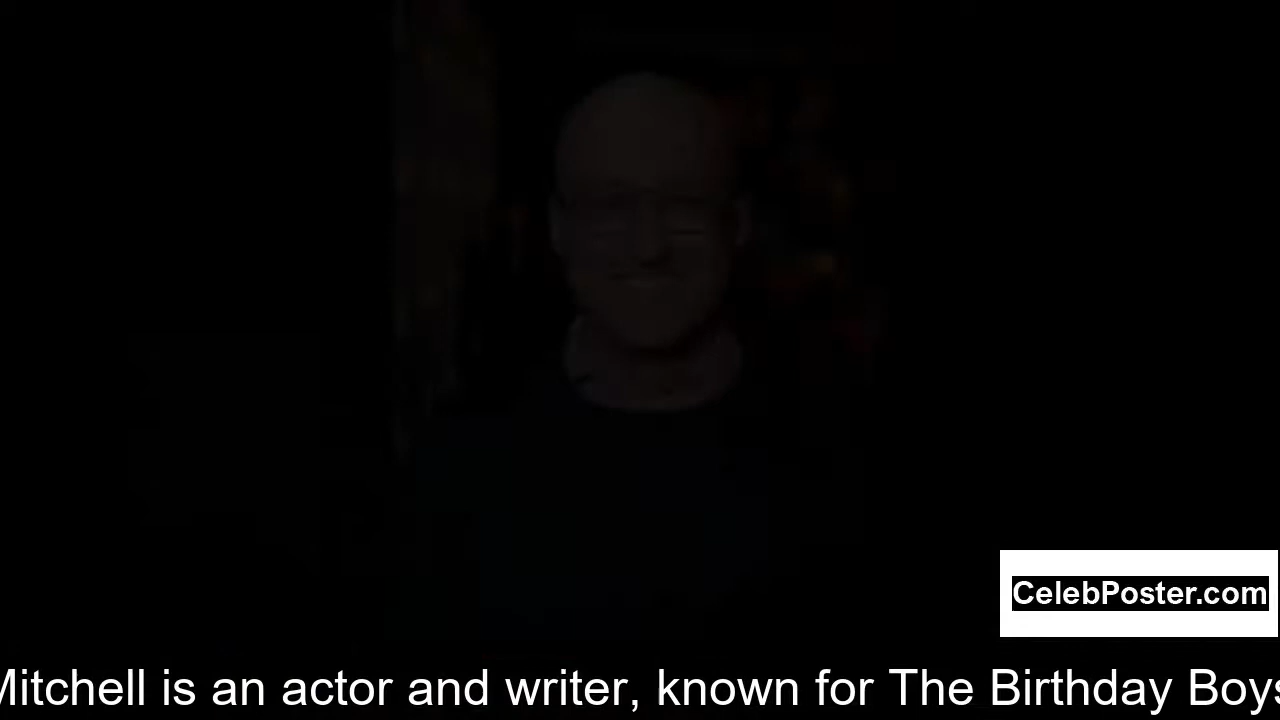 CelebPoster.com
Mitchell is an actor and writer, known for The Birthday Boys